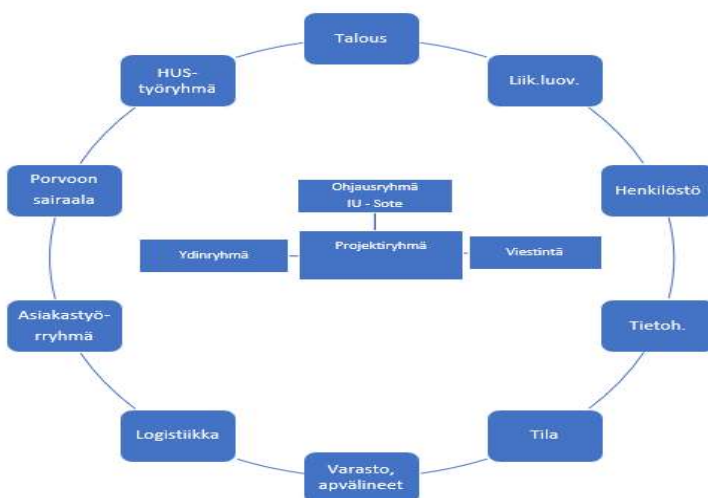 Talous
HUS-
työryhmä
Liik.luov.
Porvoon
sairaala
Henkilöstö
Ohjausryhmä
IU - Sote
Ydinryhmä
Projektiryhmä
Viestintä
Asiakastyö-
rryhmä
Tietoh.
Logistiikka
Tila
Varasto,
apvälineet